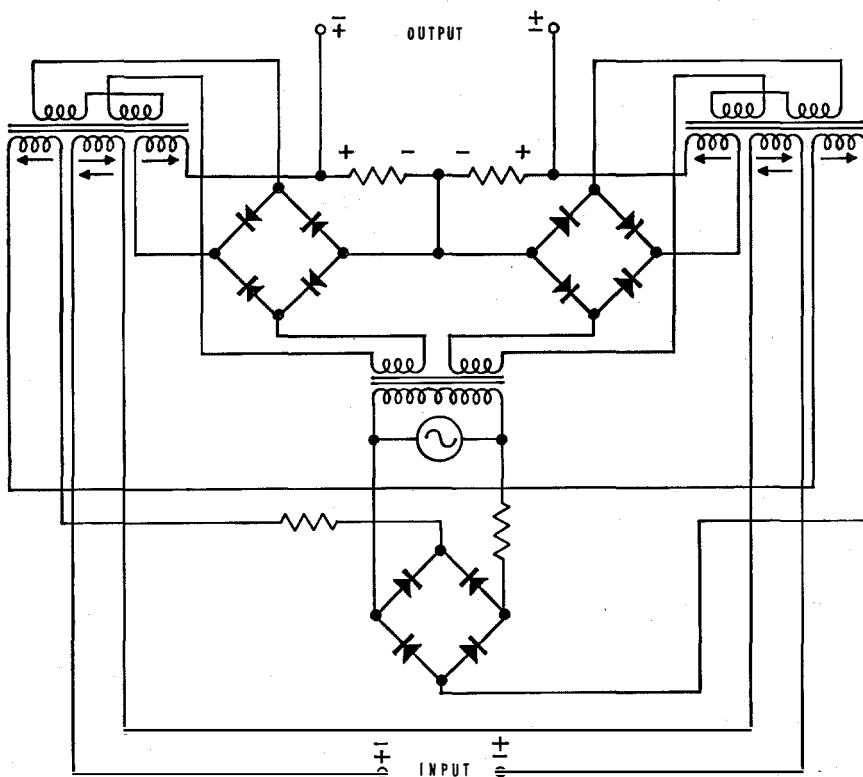 ∓ OUTPUT ±
+ - - +
∓ ±
INPUT